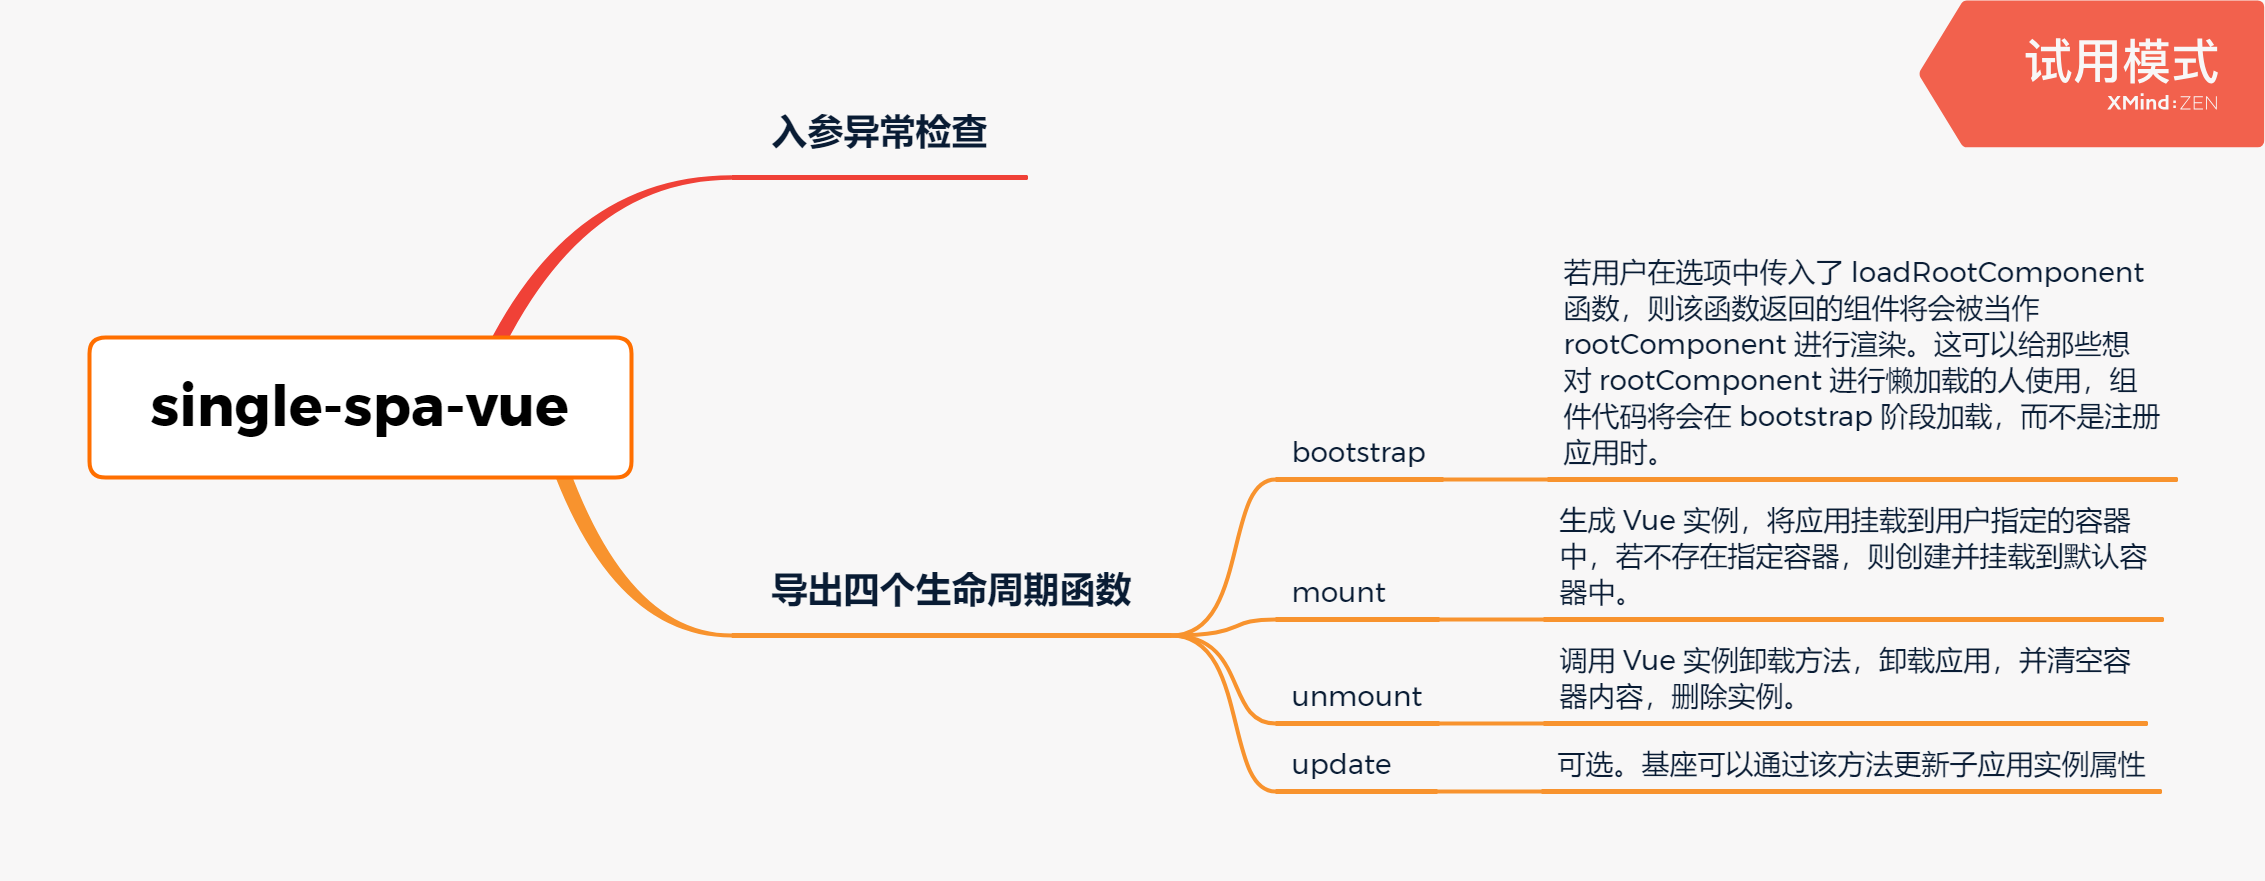 试用模式
XMind:ZEN
入参异常检查
single-spa-vue
导出四个生命周期函数
bootstrap
若用户在选项中传入了 loadRootComponent
函数，则该函数返回的组件将会被当作
rootComponent 进行渲染。这可以给那些想
对 rootComponent 进行懒加载的人使用，组
件代码将会在 bootstrap 阶段加载，而不是注册
应用时。
mount
生成 Vue 实例，将应用挂载到用户指定的容器
中，若不存在指定容器，则创建并挂载到默认容
器中。
unmount
调用 Vue 实例卸载方法，卸载应用，并清空容
器内容，删除实例。
update
可选。基座可以通过该方法更新子应用实例属性